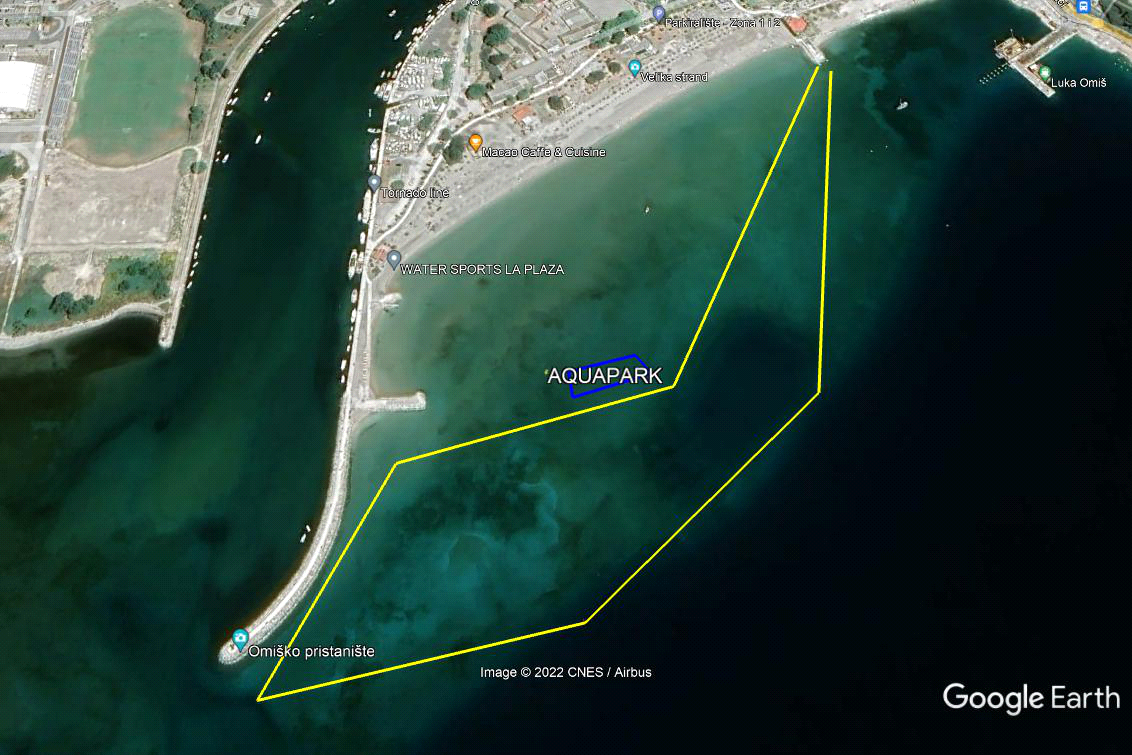 Parkiralište - Zona 1 i 2
Velika strand
Luka Omiš
Macao Caffe & Cuisine
Tornado line
WATER SPORTS LA PLAZA
AQUAPARK
Omiško pristanište
Image © 2022 CNES / Airbus
Google Earth